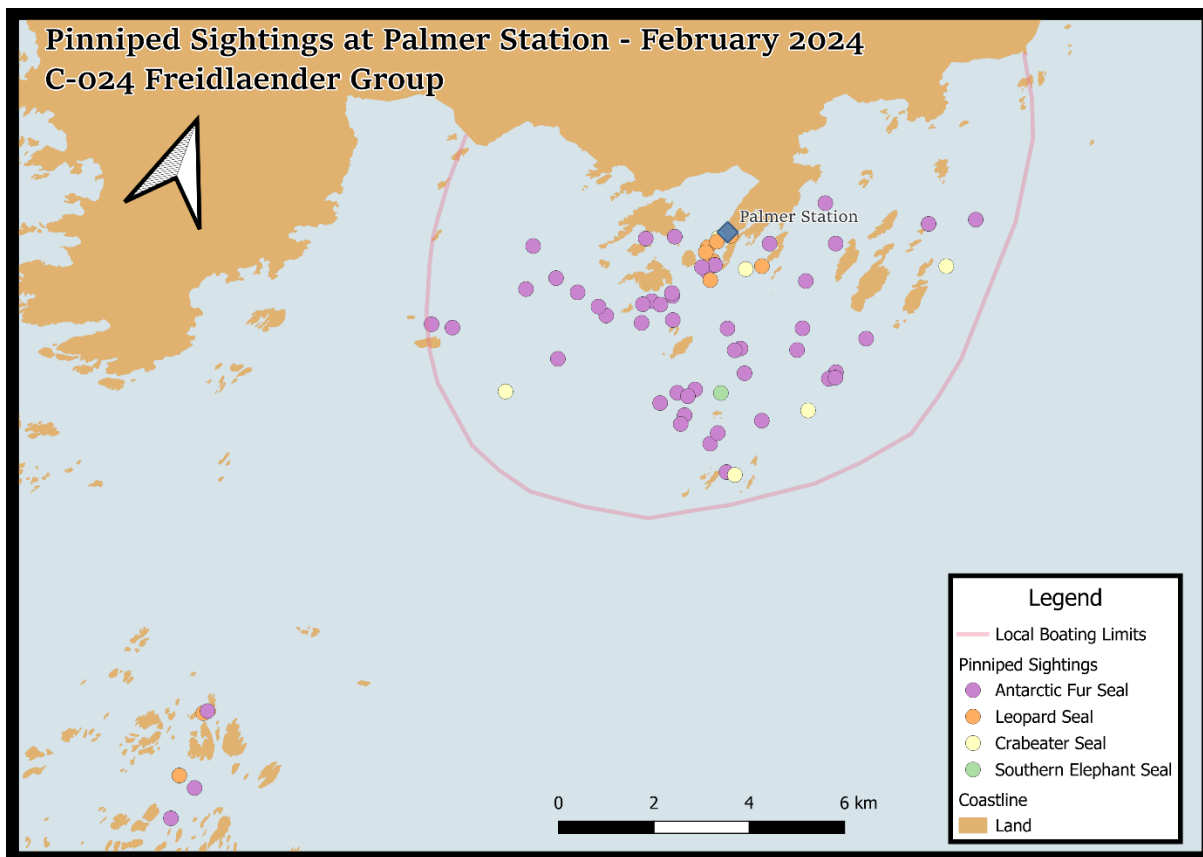 Pinniped Sightings at Palmer Station - February 2024
C-024 Freidlaender Group
Palmer Station
0 2 4 6 km
Legend
Local Boating Limits
Pinniped Sightings
Antarctic Fur Seal
Leopard Seal
Crabeater Seal
Southern Elephant Seal
Coastline
Land